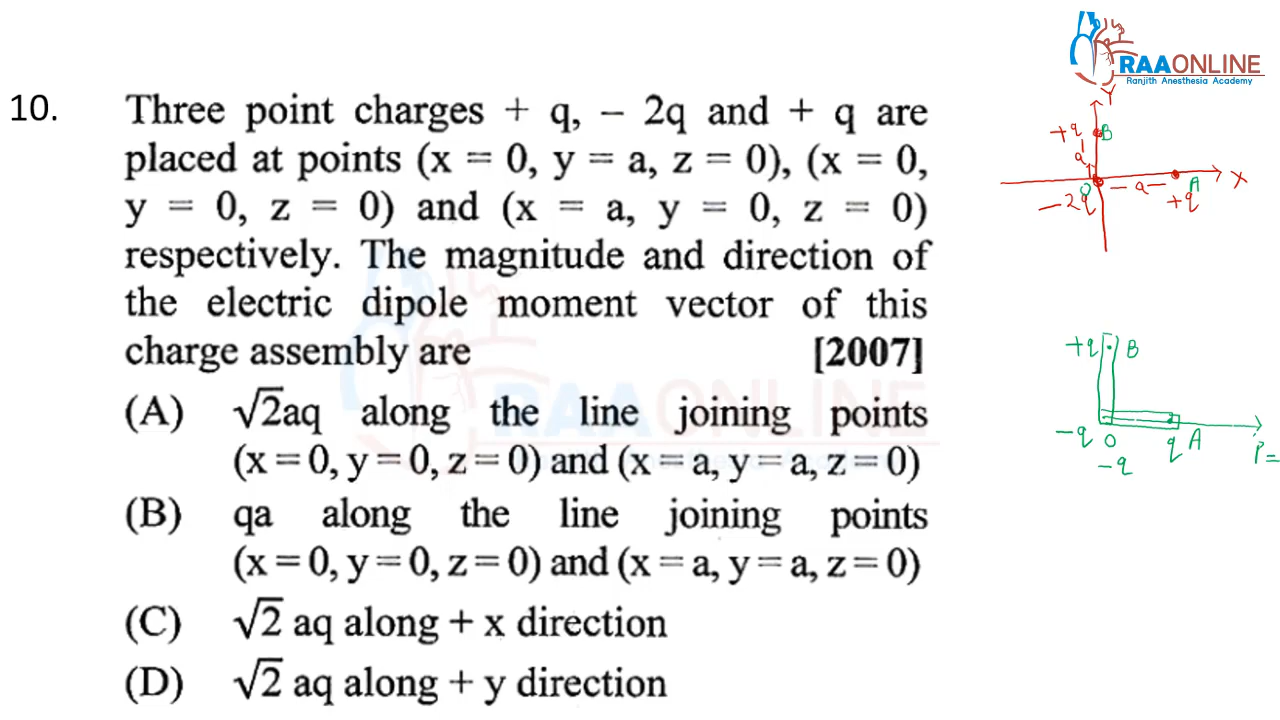 RAAONLINE
Ranjith Anesthesia Academy
10.
Three point charges + q, – 2q and + q are
placed at points (x = 0, y = a, z = 0), (x = 0,
y = 0, z = 0) and (x = a, y = 0, z = 0)
respectively. The magnitude and direction of
the electric dipole moment vector of this
charge assembly are [2007]
(A) √2aq along the line joining points
(x = 0, y = 0, z = 0) and (x = a, y = a, z = 0)
(B) qa along the line joining points
(x = 0, y = 0, z = 0) and (x = a, y = a, z = 0)
(C) √2 aq along + x direction
(D) √2 aq along + y direction
Y
+q B
a
O – a – A X
–2q +q
+q B
–q O q A P=
–q